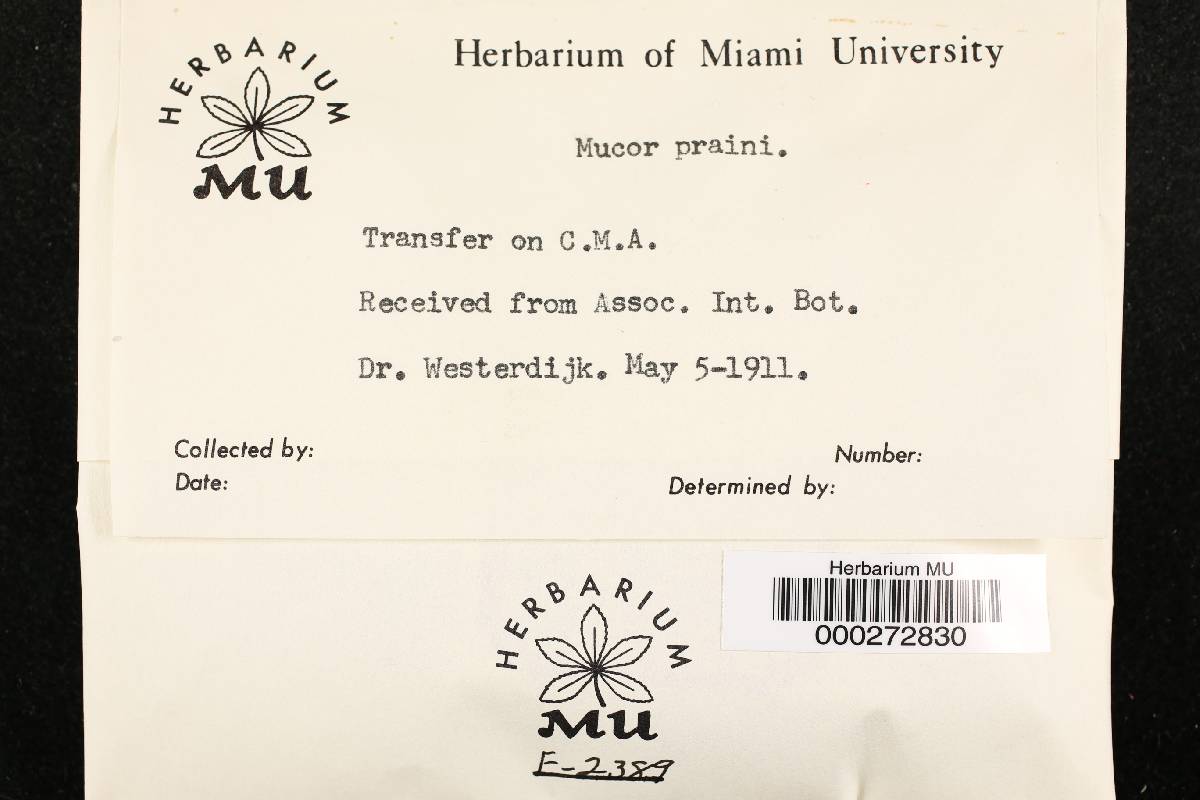 HERBARIUM
MU
Herbarium of Miami University
Mucor praini.
Transfer on C.M.A.
Received from Assoc. Int. Bot.
Dr. Westerdijk. May 5-1911.
Collected by:
Number:
Date:
Determined by:
Herbarium MU
000272830
HERBARIUM
MU
F-2389